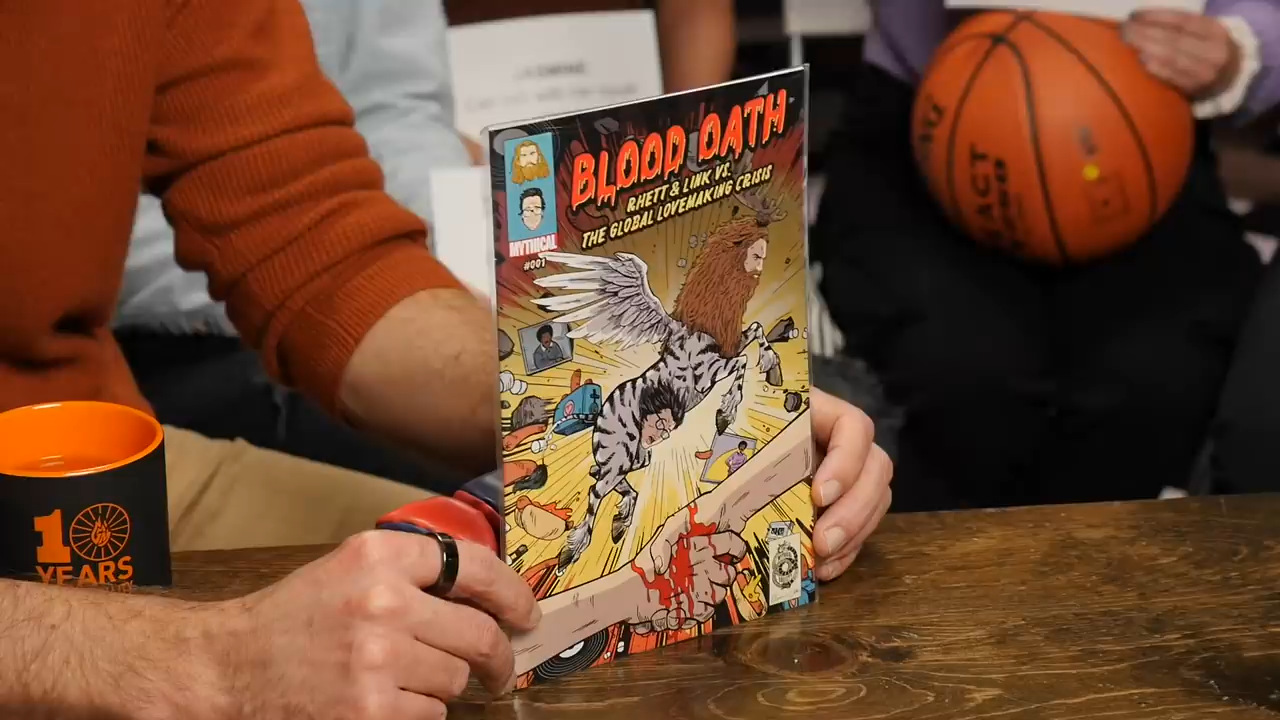 BLOOD OATH
RHETT & LINK VS.
THE GLOBAL LOVEMAKING CRISIS
MYTHICAL
#001
10
YEARS